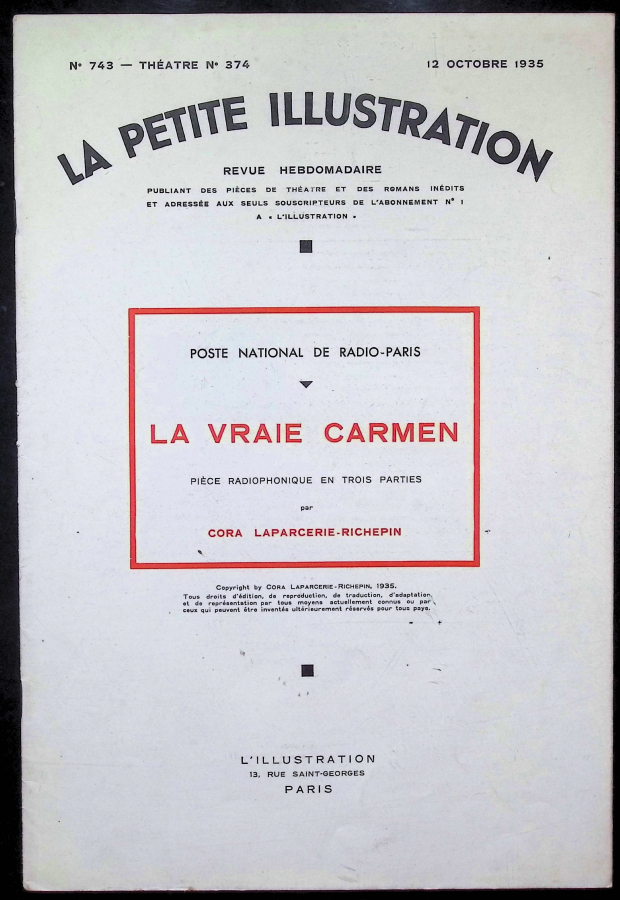 N° 743 — THÉATRE N° 374
12 OCTOBRE 1935
LA PETITE ILLUSTRATION
REVUE HEBDOMADAIRE
PUBLIANT DES PIÈCES DE THÉATRE ET DES ROMANS INÉDITS
ET ADRESSÉE AUX SEULS SOUSCRIPTEURS DE L'ABONNEMENT N° 1
A « L'ILLUSTRATION »
POSTE NATIONAL DE RADIO-PARIS
LA VRAIE CARMEN
PIÈCE RADIOPHONIQUE EN TROIS PARTIES
par
CORA LAPARCERIE-RICHEPIN
Copyright by CORA LAPARCERIE-RICHEPIN, 1935.
Tous droits d'édition, de reproduction, de traduction, d'adaptation
et de représentation par tous moyens actuellement connus ou par
ceux qui peuvent être inventés ultérieurement réservés pour tous pays.
L'ILLUSTRATION
13, RUE SAINT-GEORGES
PARIS